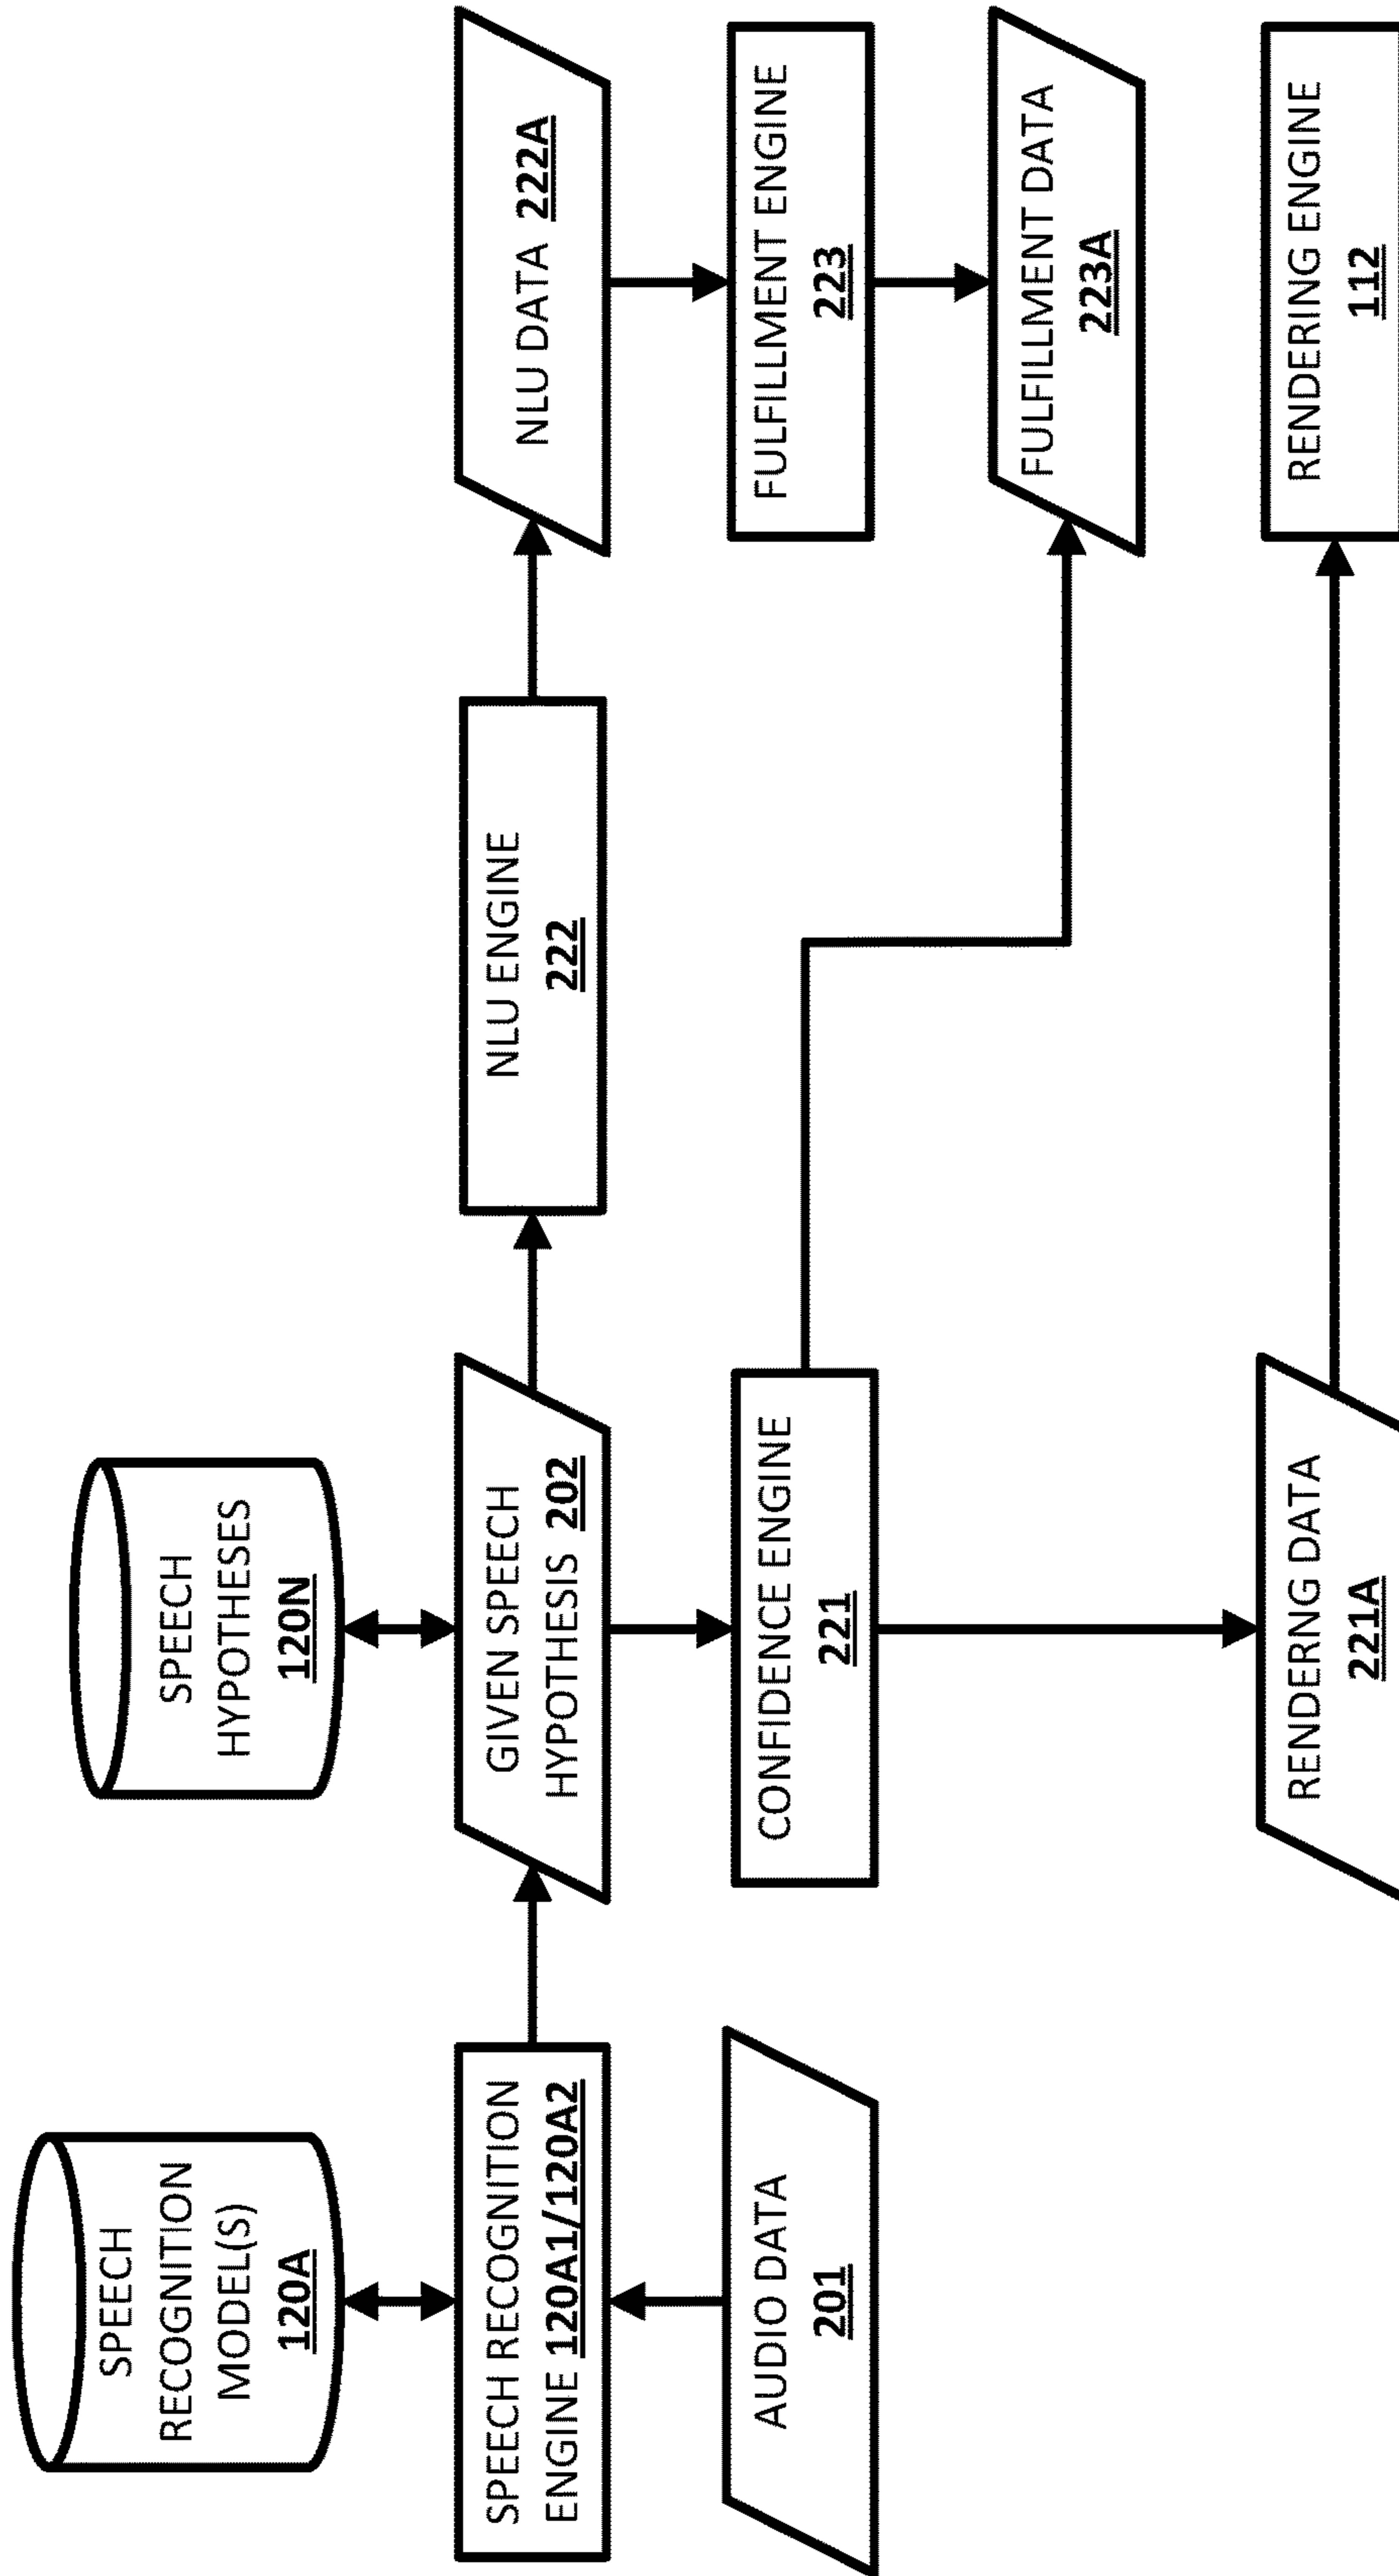 SPEECH
RECOGNITION
MODEL(S)
120A
SPEECH
HYPOTHESES
120N
SPEECH RECOGNITION
ENGINE 120A1/120A2
GIVEN SPEECH
HYPOTHESIS 202
NLU ENGINE
222
NLU DATA 222A
AUDIO DATA
201
CONFIDENCE ENGINE
221
FULFILLMENT ENGINE
223
FULFILLMENT DATA
223A
RENDERNG DATA
221A
RENDERING ENGINE
112